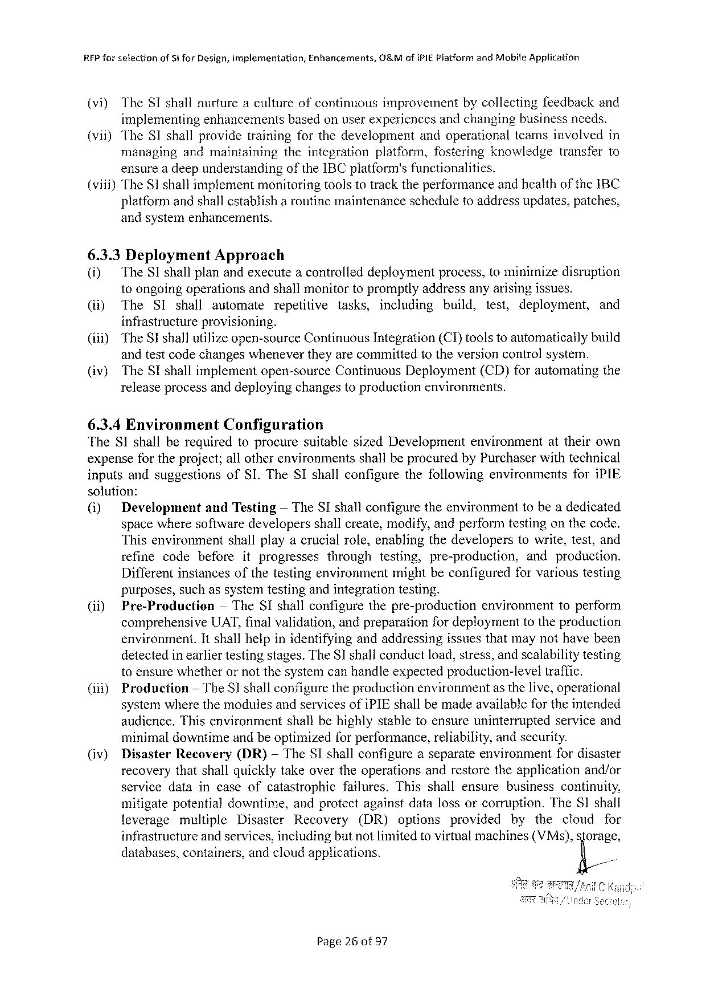 RFP for selection of SI for Design, Implementation, Enhancements, O&M of iPIE Platform and Mobile Application
(vi) The SI shall nurture a culture of continuous improvement by collecting feedback and
implementing enhancements based on user experiences and changing business needs.
(vii) The SI shall provide training for the development and operational teams involved in
managing and maintaining the integration platform, fostering knowledge transfer to
ensure a deep understanding of the IBC platform's functionalities.
(viii) The SI shall implement monitoring tools to track the performance and health of the IBC
platform and shall establish a routine maintenance schedule to address updates, patches,
and system enhancements.
6.3.3 Deployment Approach
(i) The SI shall plan and execute a controlled deployment process, to minimize disruption
to ongoing operations and shall monitor to promptly address any arising issues.
(ii) The SI shall automate repetitive tasks, including build, test, deployment, and
infrastructure provisioning.
(iii) The SI shall utilize open-source Continuous Integration (CI) tools to automatically build
and test code changes whenever they are committed to the version control system.
(iv) The SI shall implement open-source Continuous Deployment (CD) for automating the
release process and deploying changes to production environments.
6.3.4 Environment Configuration
The SI shall be required to procure suitable sized Development environment at their own
expense for the project; all other environments shall be procured by Purchaser with technical
inputs and suggestions of SI. The SI shall configure the following environments for iPIE
solution:
(i) Development and Testing – The SI shall configure the environment to be a dedicated
space where software developers shall create, modify, and perform testing on the code.
This environment shall play a crucial role, enabling the developers to write, test, and
refine code before it progresses through testing, pre-production, and production.
Different instances of the testing environment might be configured for various testing
purposes, such as system testing and integration testing.
(ii) Pre-Production – The SI shall configure the pre-production environment to perform
comprehensive UAT, final validation, and preparation for deployment to the production
environment. It shall help in identifying and addressing issues that may not have been
detected in earlier testing stages. The SI shall conduct load, stress, and scalability testing
to ensure whether or not the system can handle expected production-level traffic.
(iii) Production – The SI shall configure the production environment as the live, operational
system where the modules and services of iPIE shall be made available for the intended
audience. This environment shall be highly stable to ensure uninterrupted service and
minimal downtime and be optimized for performance, reliability, and security.
(iv) Disaster Recovery (DR) – The SI shall configure a separate environment for disaster
recovery that shall quickly take over the operations and restore the application and/or
service data in case of catastrophic failures. This shall ensure business continuity,
mitigate potential downtime, and protect against data loss or corruption. The SI shall
leverage multiple Disaster Recovery (DR) options provided by the cloud for
infrastructure and services, including but not limited to virtual machines (VMs), storage,
databases, containers, and cloud applications.
अनिल चन्द्र /Anil C
अवर सचिव/Under
Page 26 of 97